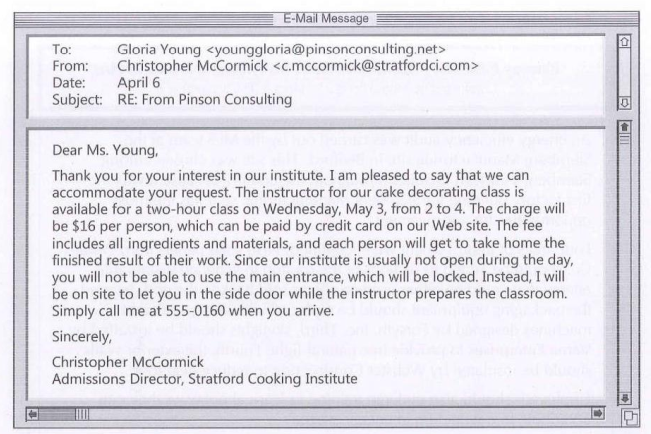 E-Mail Message
To: Gloria Young <younggloria@pinsonconsulting.net>
From: Christopher McCormick <c.mccormick@stratfordci.com>
Date: April 6
Subject: RE: From Pinson Consulting
Dear Ms. Young,
Thank you for your interest in our institute. I am pleased to say that we can
accommodate your request. The instructor for our cake decorating class is
available for a two-hour class on Wednesday, May 3, from 2 to 4. The charge will
be $16 per person, which can be paid by credit card on our Web site. The fee
includes all ingredients and materials, and each person will get to take home the
finished result of their work. Since our institute is usually not open during the day,
you will not be able to use the main entrance, which will be locked. Instead, I will
be on site to let you in the side door while the instructor prepares the classroom.
Simply call me at 555-0160 when you arrive.
Sincerely,
Christopher McCormick
Admissions Director, Stratford Cooking Institute